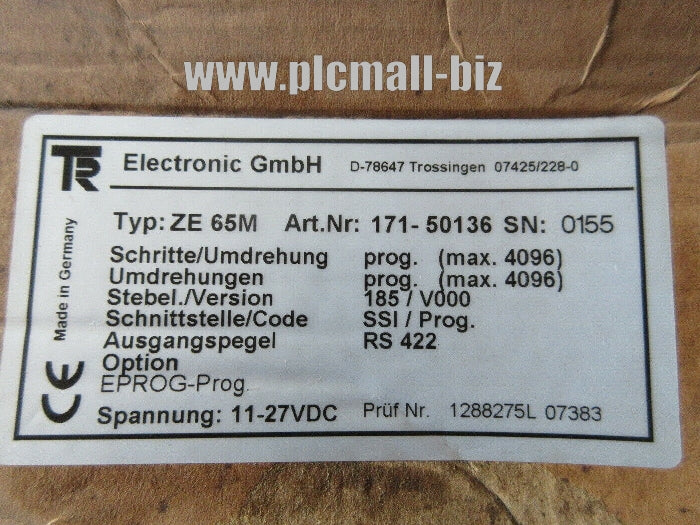 www.plcmall-biz
TR Electronic GmbH D-78647 Trossingen 07425/228-0
Made in Germany
Typ: ZE 65M Art.Nr: 171-50136 SN: 0155
Schritte/Umdrehung prog. (max. 4096)
Umdrehungen prog. (max. 4096)
Stebel./Version 185 / V000
Schnittstelle/Code SSI / Prog.
Ausgangspegel RS 422
Option
EPROG-Prog.
CE
Spannung: 11-27VDC Prüf Nr. 1288275L 07383